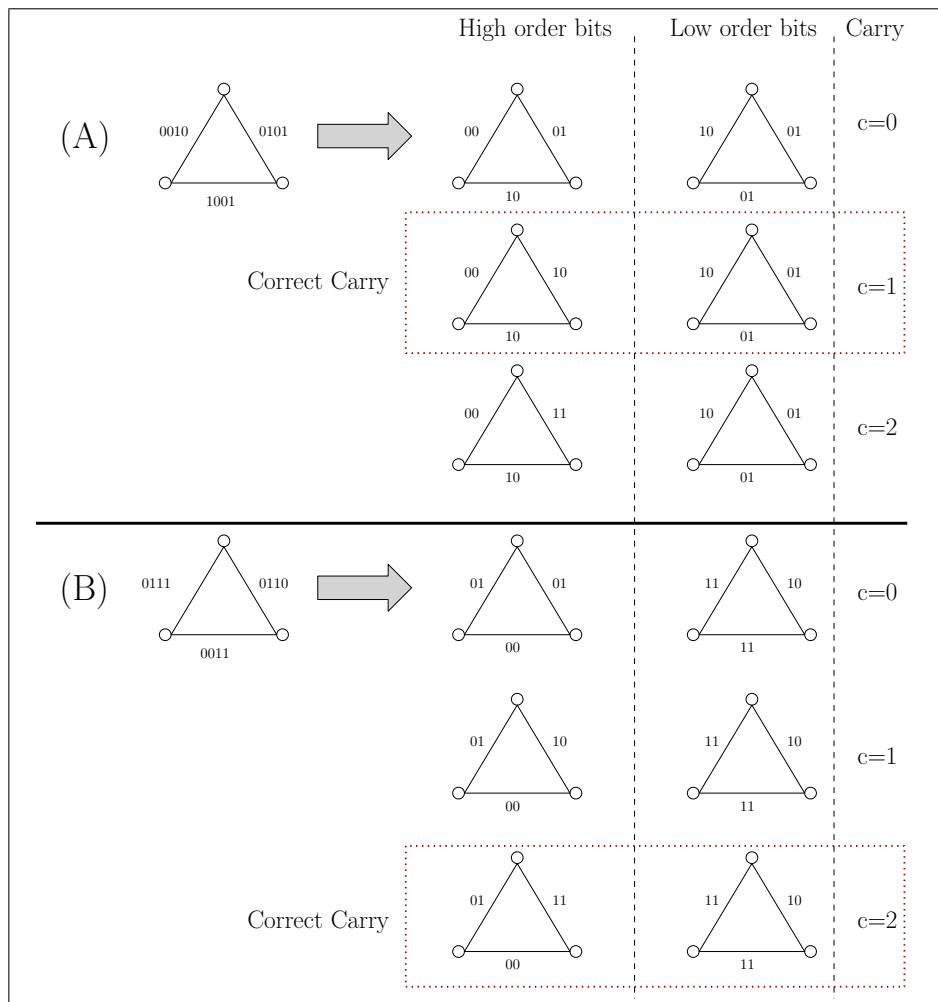 High order bits Low order bits Carry
(A) 0010 0101 00 01 10 01 c=0
1001 10 01
Correct Carry 00 10 10 01 c=1
10 01
00 11 10 01 c=2
10 01
(B) 0111 0110 01 01 11 10 c=0
0011 00 11
01 10 11 10 c=1
00 11
Correct Carry 01 11 11 10 c=2
00 11